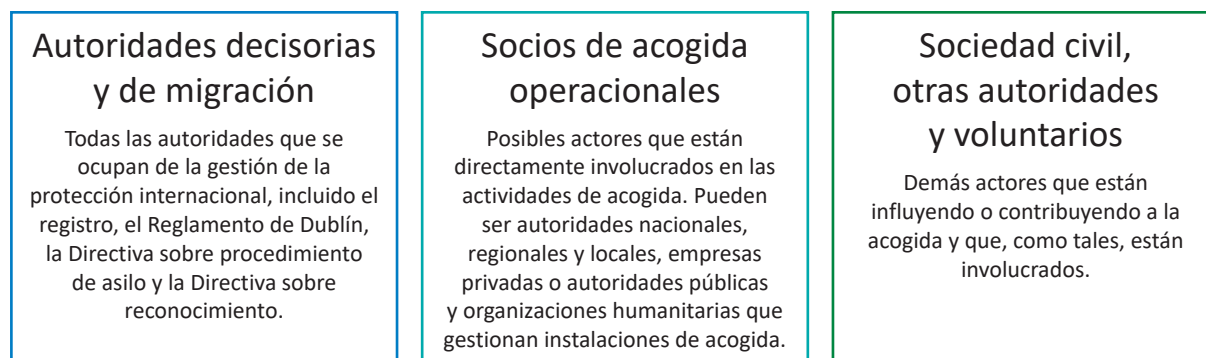 Autoridades decisorias
y de migración
Todas las autoridades que se
ocupan de la gestión de la
protección internacional, incluido el
registro, el Reglamento de Dublín,
la Directiva sobre procedimiento
de asilo y la Directiva sobre
reconocimiento.
Socios de acogida
operacionales
Posibles actores que están
directamente involucrados en las
actividades de acogida. Pueden
ser autoridades nacionales,
regionales y locales, empresas
privadas o autoridades públicas
y organizaciones humanitarias que
gestionan instalaciones de acogida.
Sociedad civil,
otras autoridades
y voluntarios
Demás actores que están
influyendo o contribuyendo a la
acogida y que, como tales, están
involucrados.